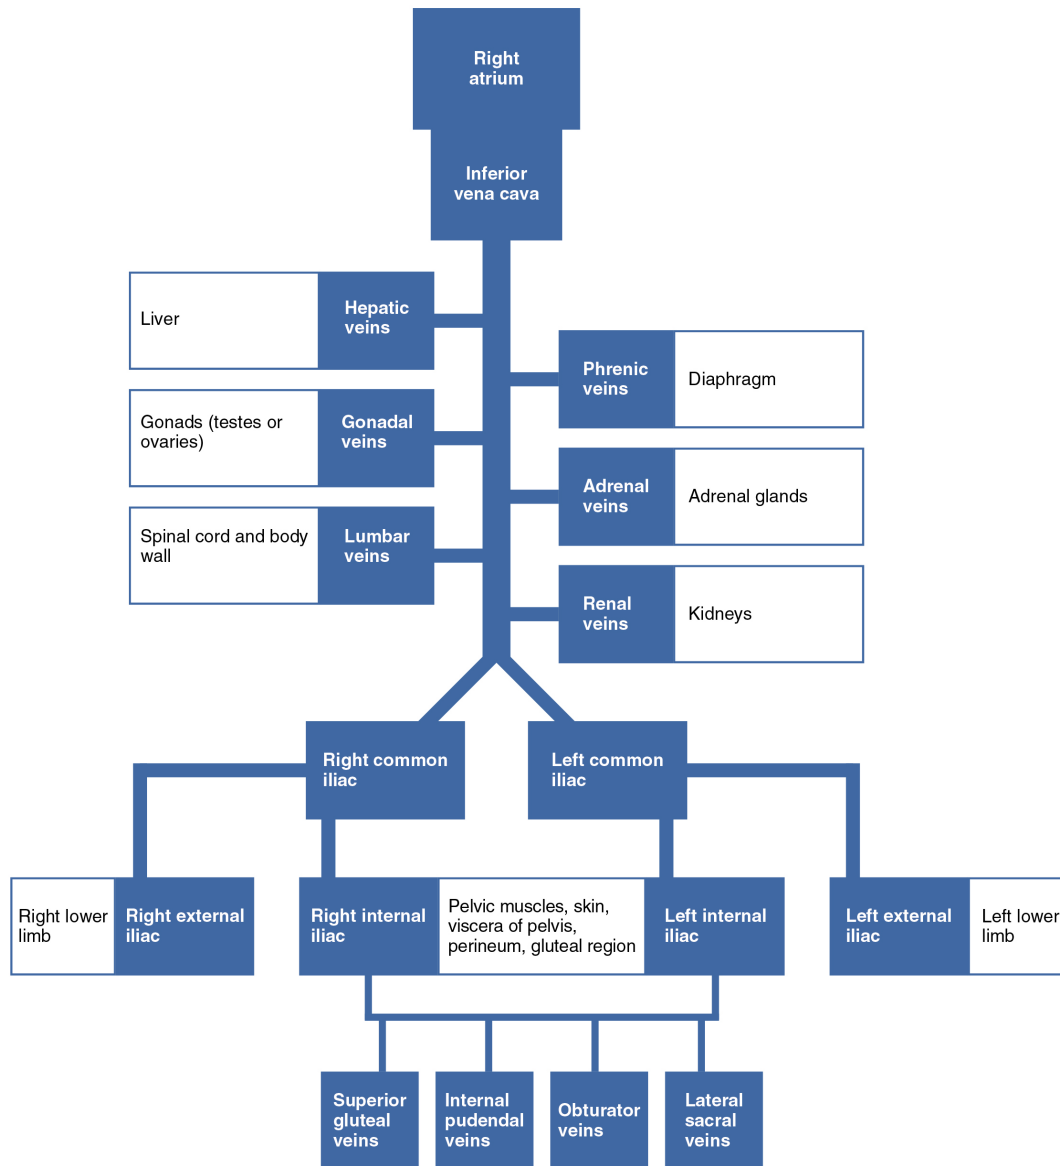 Right
atrium
Inferior
vena cava
Liver
Hepatic
veins
Phrenic
veins
Diaphragm
Gonads (testes or
ovaries)
Gonadal
veins
Adrenal
veins
Adrenal glands
Spinal cord and body
wall
Lumbar
veins
Renal
veins
Kidneys
Right common
iliac
Left common
iliac
Right lower
limb
Right external
iliac
Right internal
iliac
Pelvic muscles, skin,
viscera of pelvis,
perineum, gluteal region
Left internal
iliac
Left external
iliac
Left lower
limb
Superior
gluteal
veins
Internal
pudendal
veins
Obturator
veins
Lateral
sacral
veins